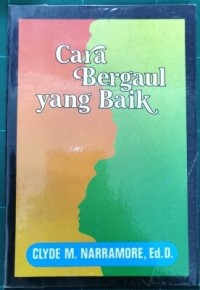 Cara
Bergaul
yang Baik
CLYDE M. NARRAMORE, Ed.D.